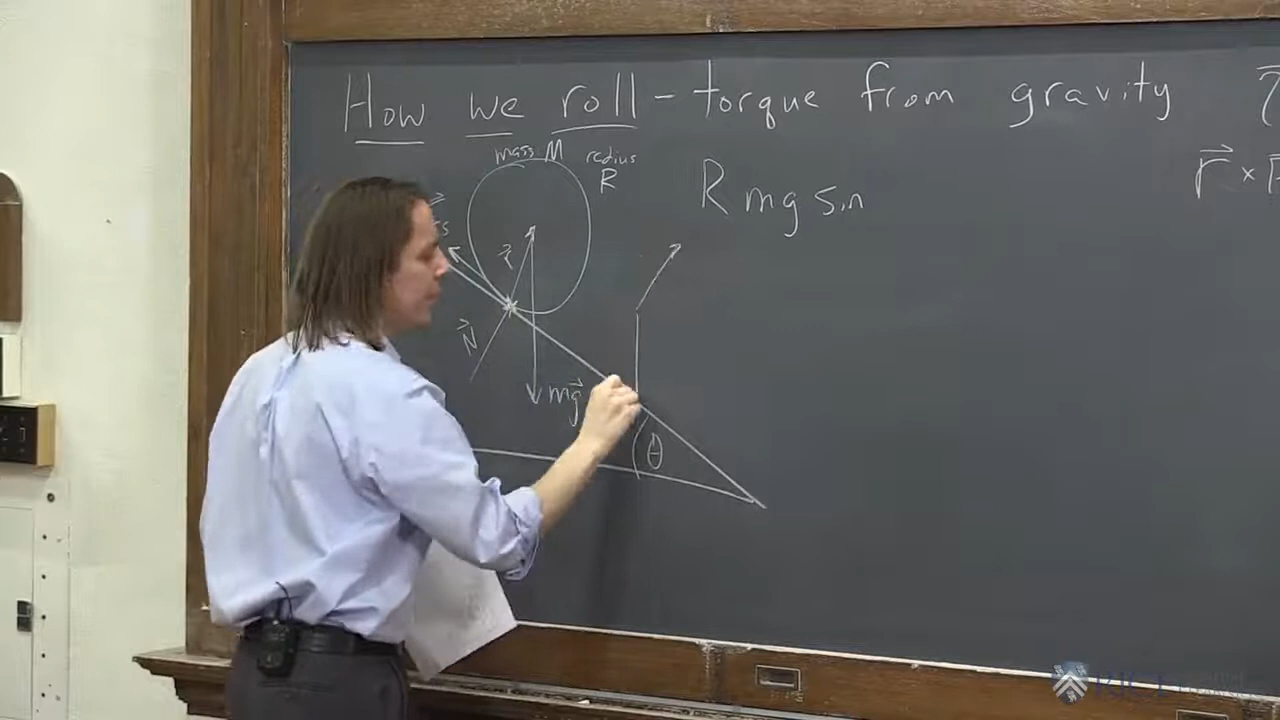 How we roll - torque from gravity
mass M radius
R
R mg sin
r
r
N
mg
θ